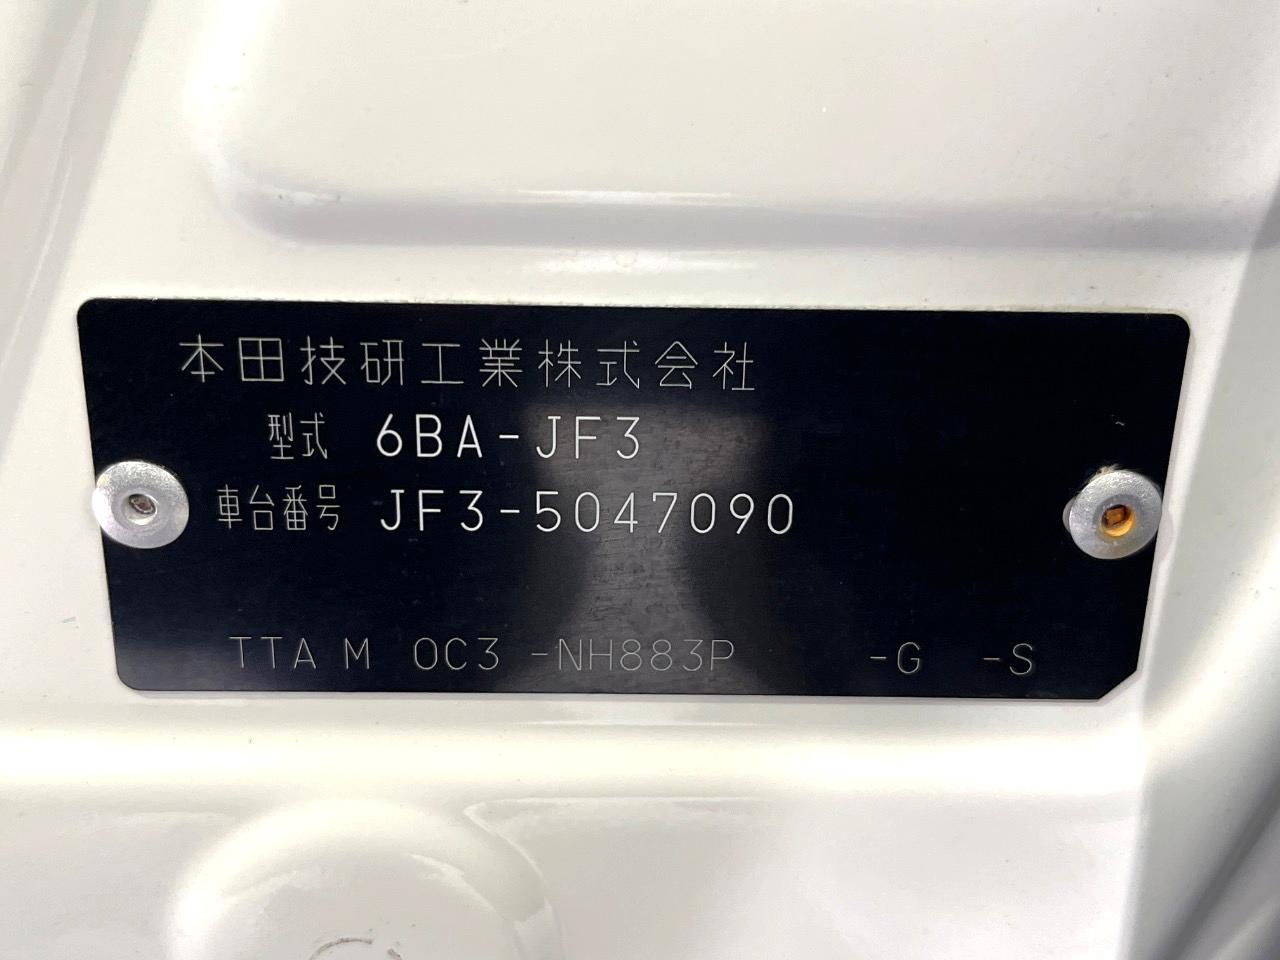 本田技研工業株式会社
型式 6BA-JF3
車台番号 JF3-5047090
TTA M 0C3 -NH883P -G -S